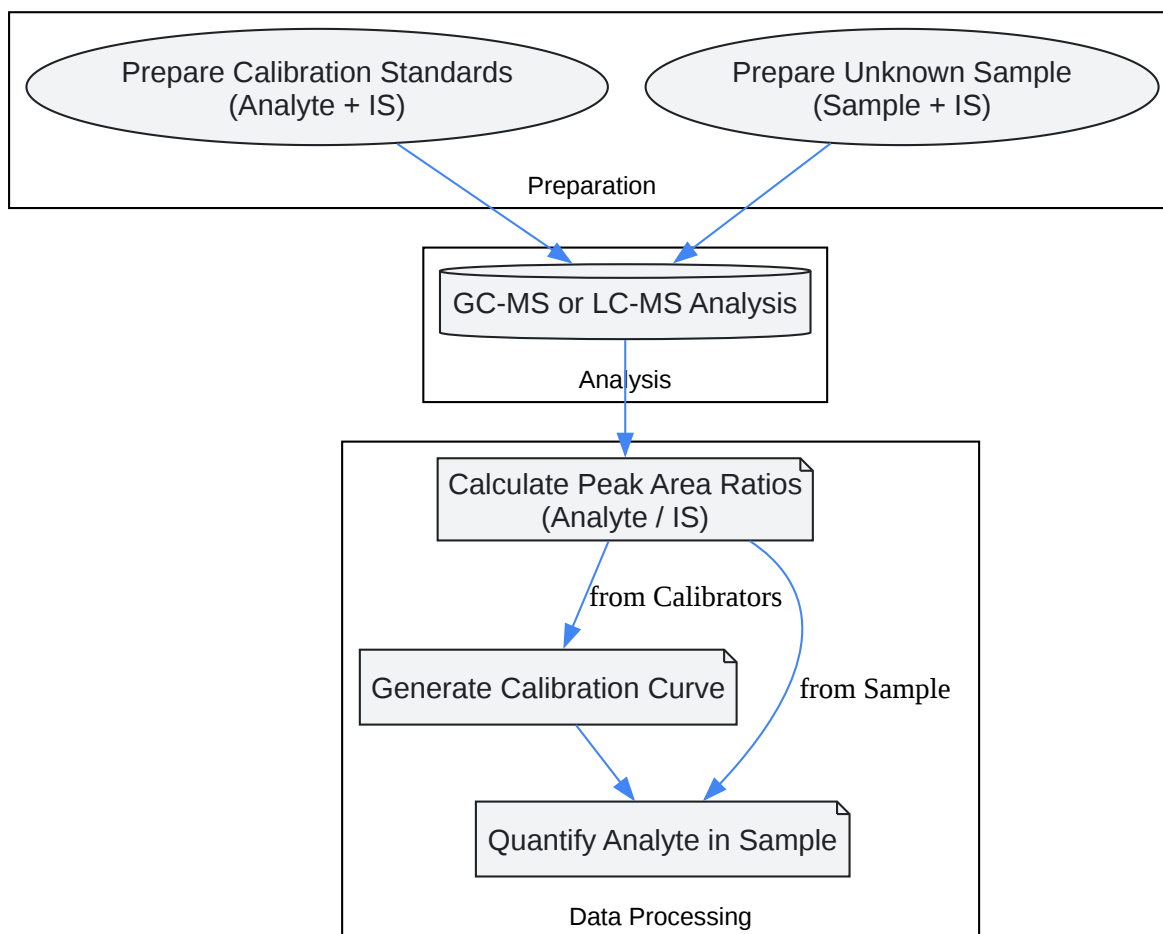 Prepare Calibration Standards
(Analyte + IS)
Prepare Unknown Sample
(Sample + IS)
Preparation
GC-MS or LC-MS Analysis
Analysis
Calculate Peak Area Ratios
(Analyte / IS)
from Calibrators
Generate Calibration Curve
from Sample
Quantify Analyte in Sample
Data Processing